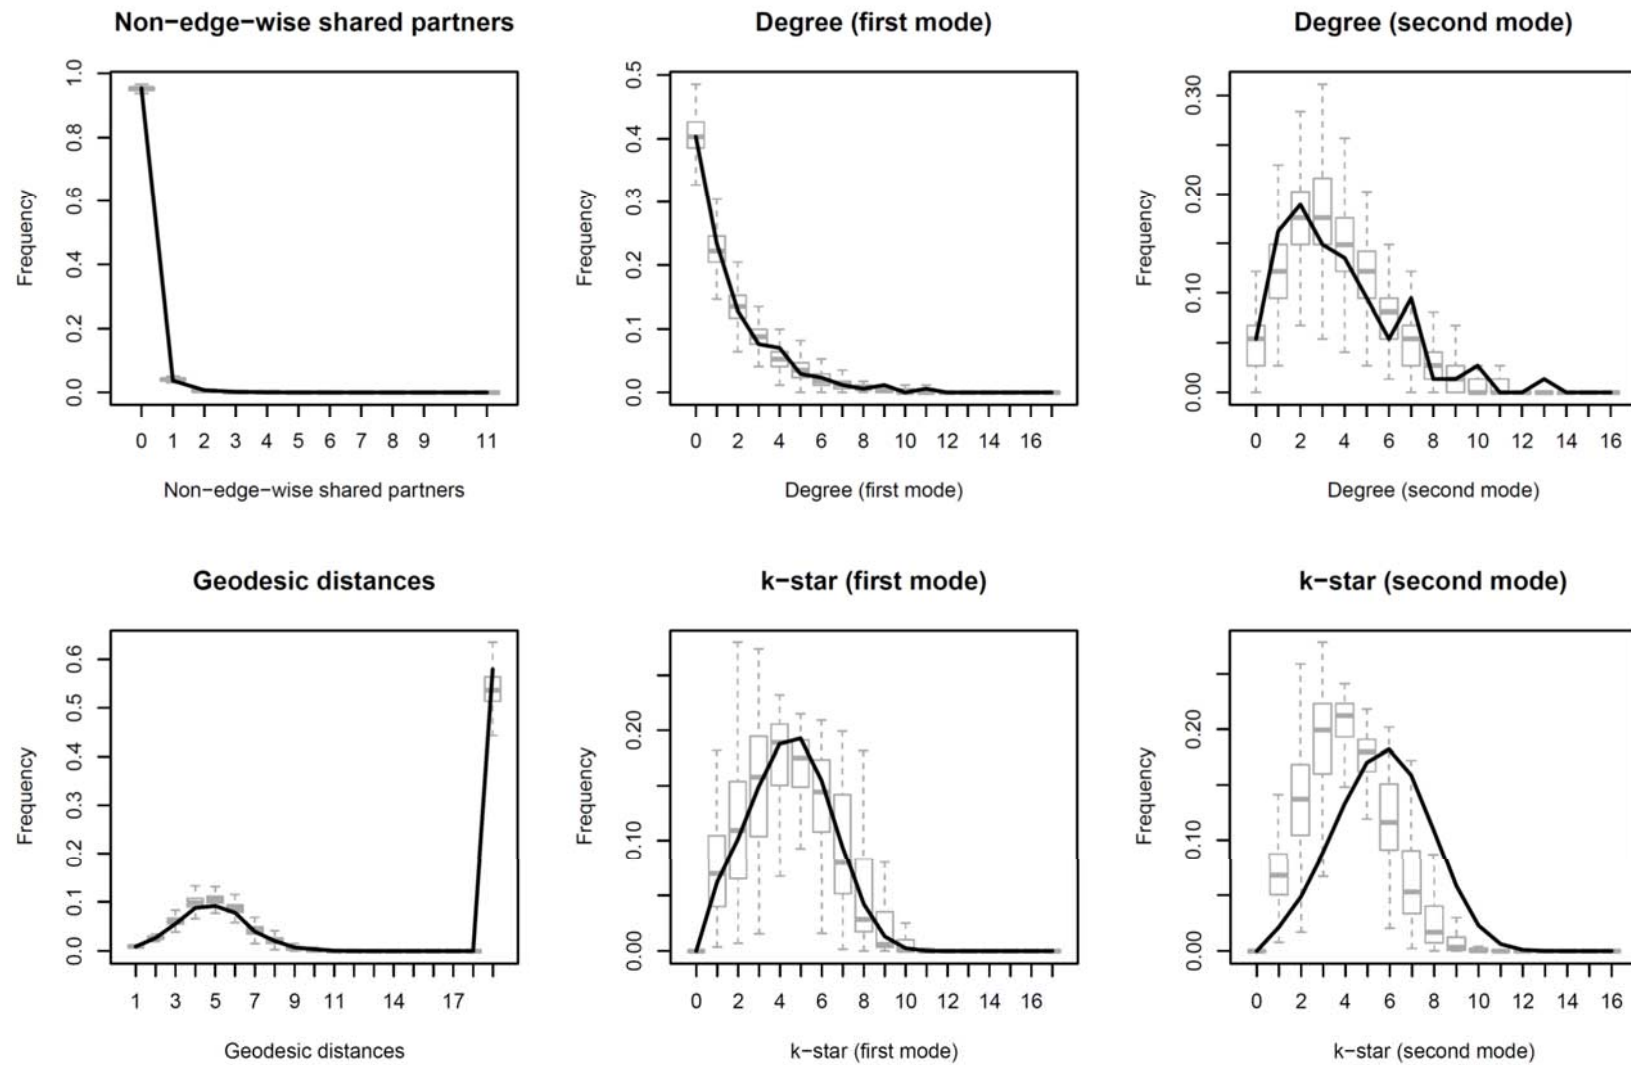 Non−edge−wise shared partners
Frequency
0.0 0.2 0.4 0.6 0.8 1.0
0 1 2 3 4 5 6 7 8 9 11
Non−edge−wise shared partners
Degree (first mode)
Frequency
0.0 0.1 0.2 0.3 0.4 0.5
0 2 4 6 8 10 12 14 16
Degree (first mode)
Degree (second mode)
Frequency
0.00 0.10 0.20 0.30
0 2 4 6 8 10 12 14 16
Degree (second mode)
Geodesic distances
Frequency
0.0 0.1 0.2 0.3 0.4 0.5 0.6
1 3 5 7 9 11 14 17
Geodesic distances
k−star (first mode)
Frequency
0.00 0.10 0.20
0 2 4 6 8 10 12 14 16
k−star (first mode)
k−star (second mode)
Frequency
0.00 0.10 0.20
0 2 4 6 8 10 12 14 16
k−star (second mode)